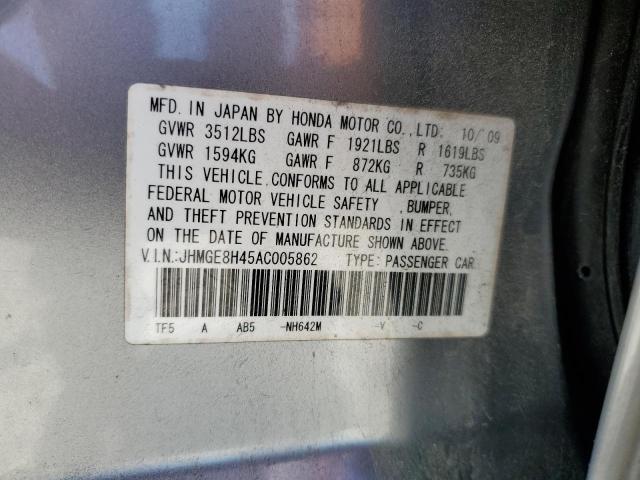 MFD. IN JAPAN BY HONDA MOTOR CO., LTD. 10/ 09
GVWR 3512LBS GAWR F 1921LBS R 1619LBS
GVWR 1594KG GAWR F 872KG R 735KG
THIS VEHICLE CONFORMS TO ALL APPLICABLE
FEDERAL MOTOR VEHICLE SAFETY , BUMPER,
AND THEFT PREVENTION STANDARDS IN EFFECT
ON THE DATE OF MANUFACTURE SHOWN ABOVE.
V.I.N.:JHMGE8H45AC005862 TYPE: PASSENGER CAR
TF5 A AB5 -NH642M -V -C